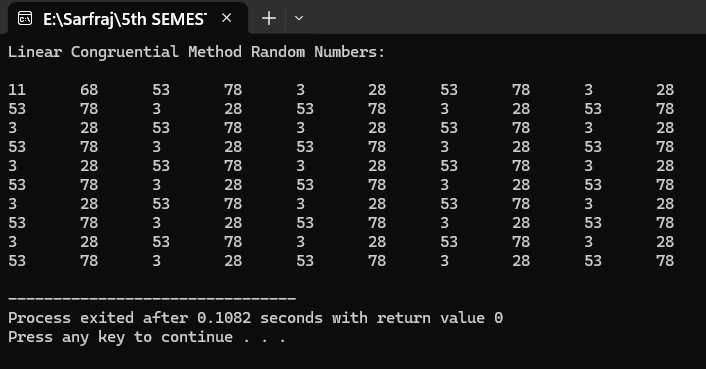 E:\Sarfraj\5th SEMES
Linear Congruential Method Random Numbers:
11 68 53 78 3 28 53 78 3 28
53 78 3 28 53 78 3 28 53 78
3 28 53 78 3 28 53 78 3 28
53 78 3 28 53 78 3 28 53 78
3 28 53 78 3 28 53 78 3 28
53 78 3 28 53 78 3 28 53 78
3 28 53 78 3 28 53 78 3 28
53 78 3 28 53 78 3 28 53 78
3 28 53 78 3 28 53 78 3 28
53 78 3 28 53 78 3 28 53 78
--------------------------------
Process exited after 0.1082 seconds with return value 0
Press any key to continue . . .